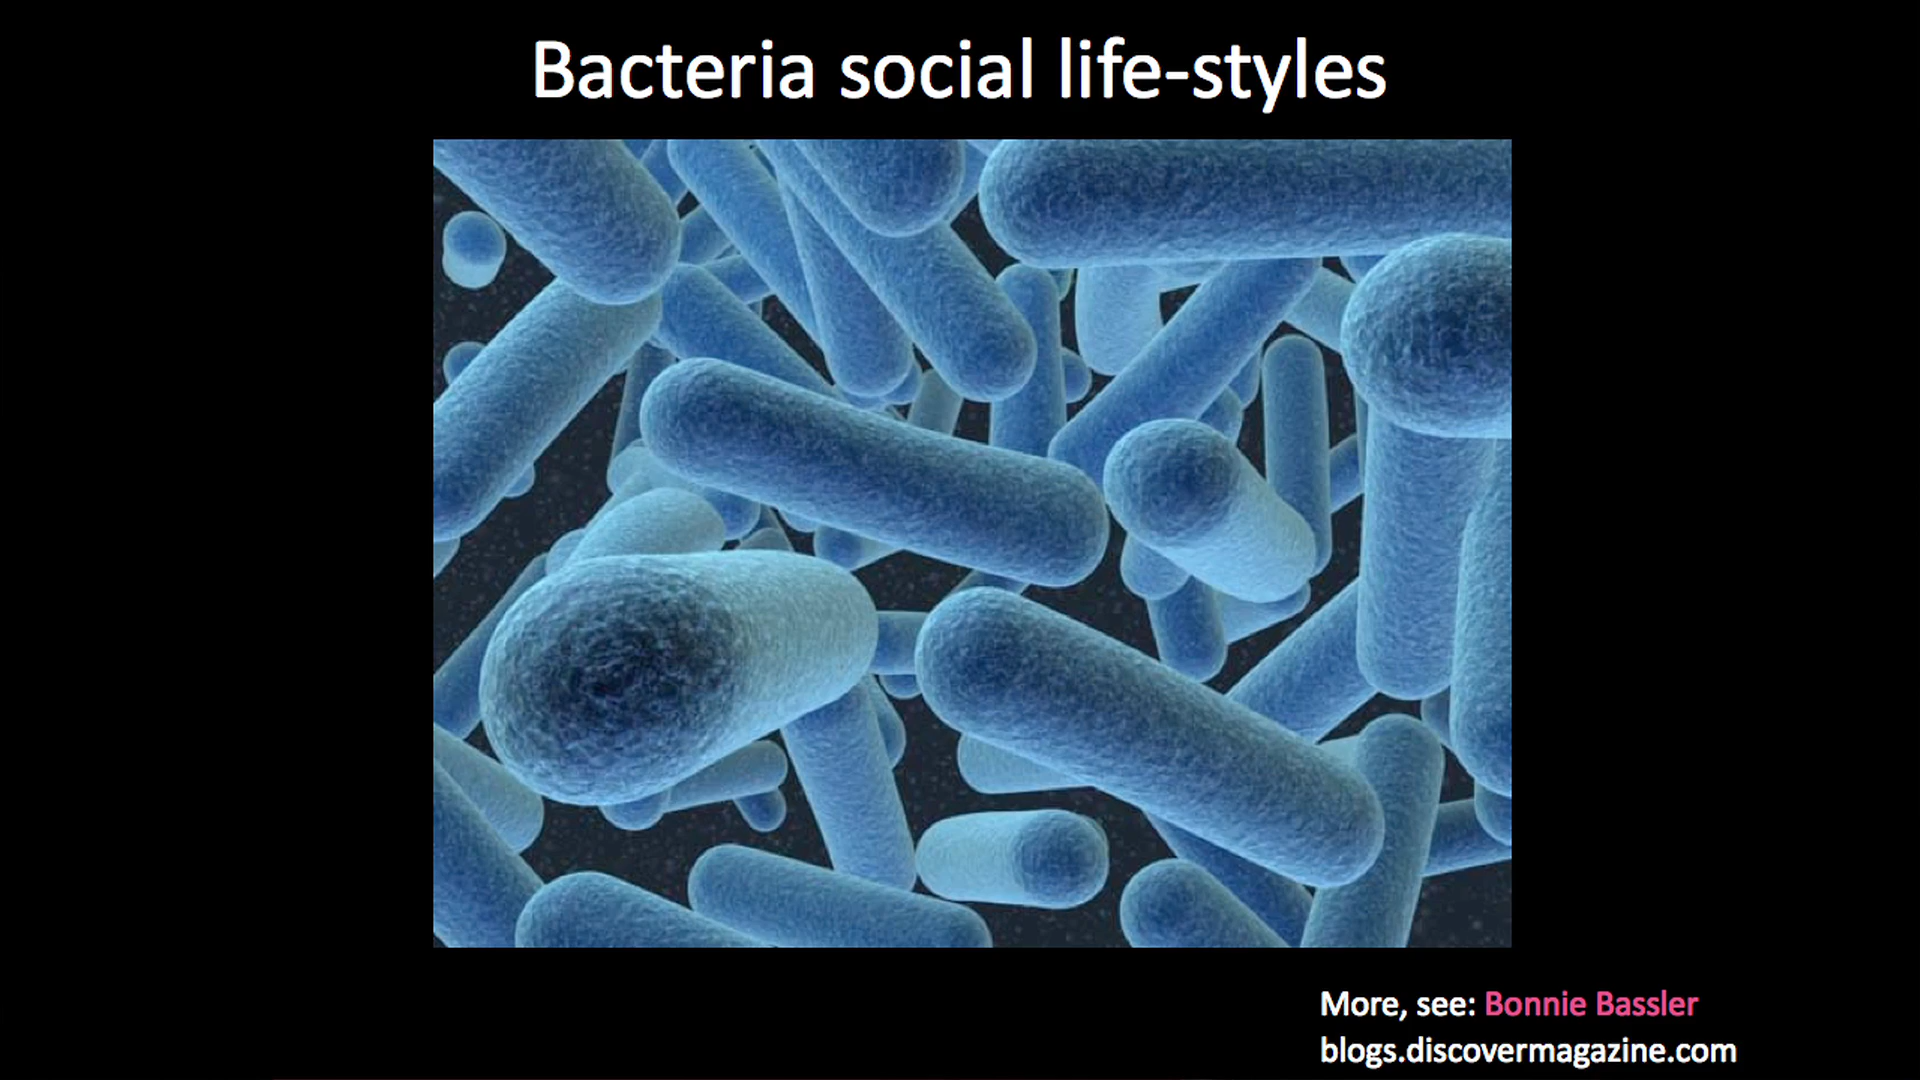 Bacteria social life-styles
More, see: Bonnie Bassler
blogs.discovermagazine.com